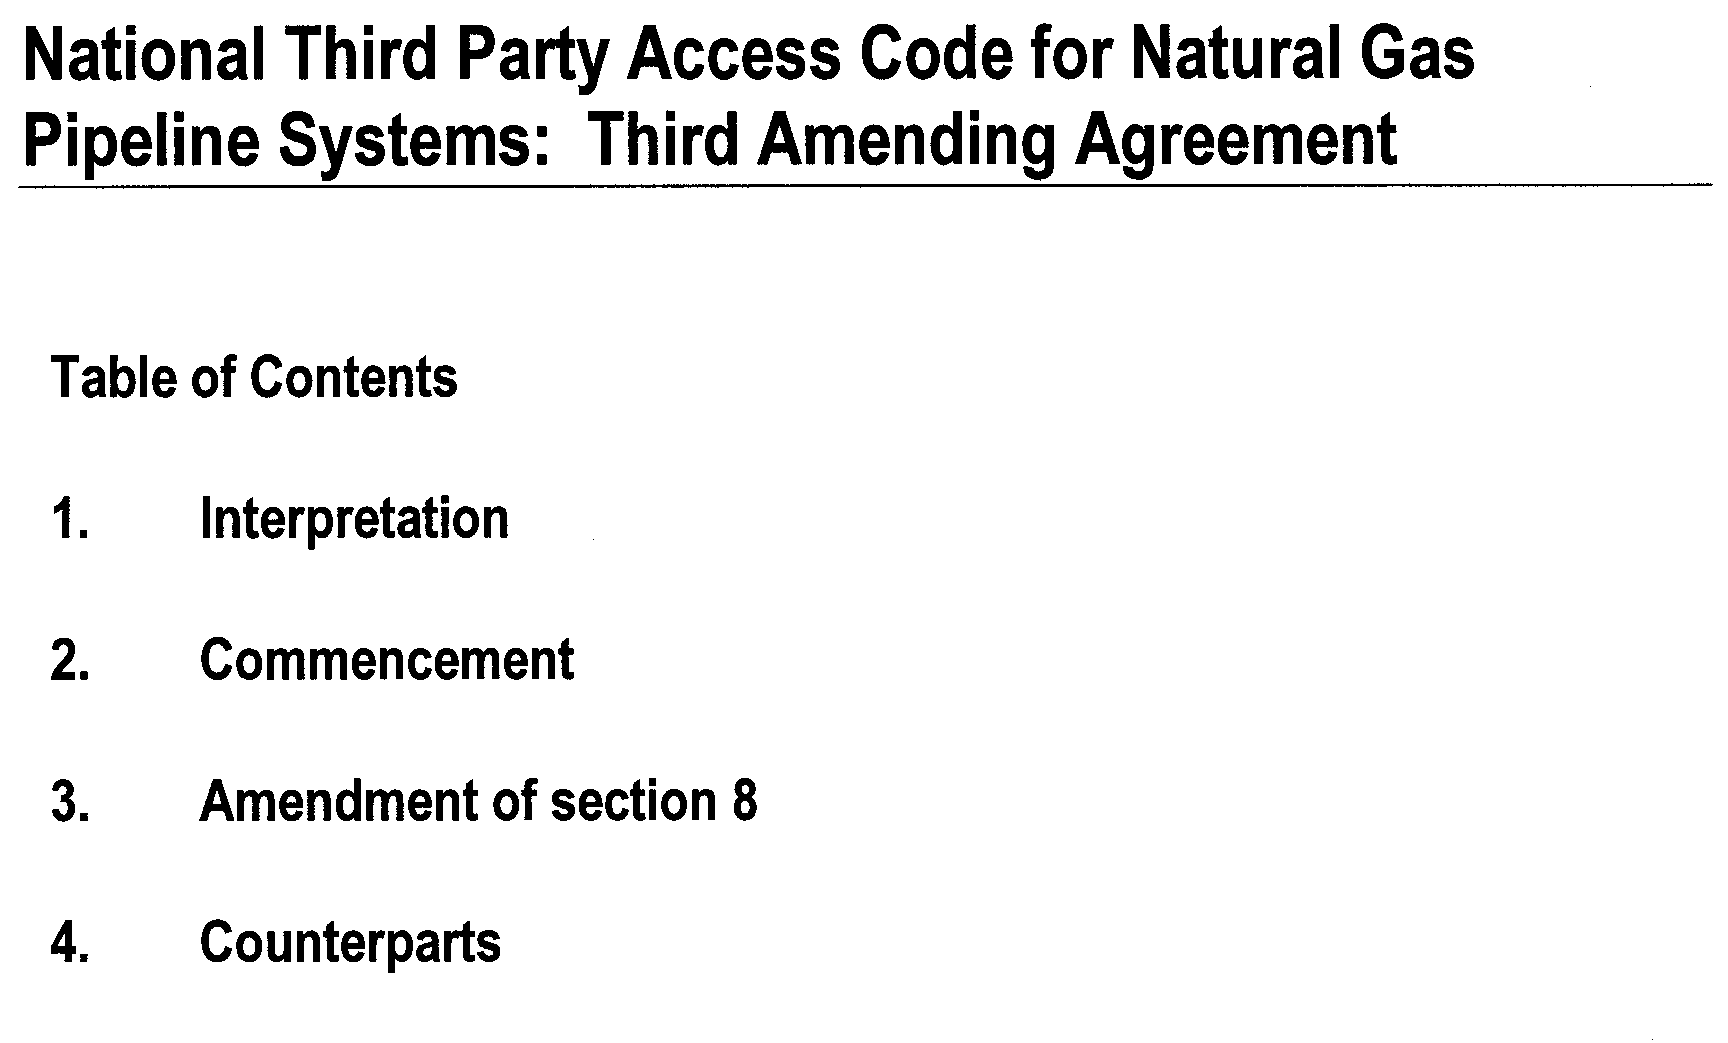 National Third Party Access Code for Natural Gas
Pipeline Systems: Third Amending Agreement
Table of Contents
1. Interpretation
2. Commencement
3. Amendment of section 8
4. Counterparts